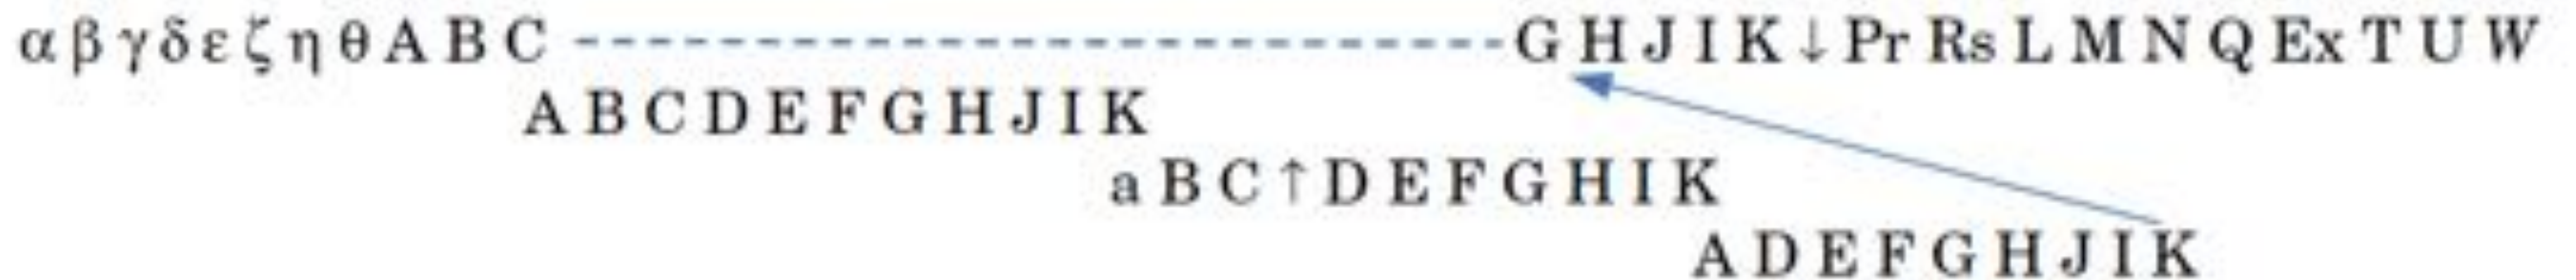 α β γ δ ε ζ η θ A B C G H J I K ↓ Pr Rs L M N Q Ex T U W
A B C D E F G H J I K
a B C ↑ D E F G H I K
A D E F G H J I K